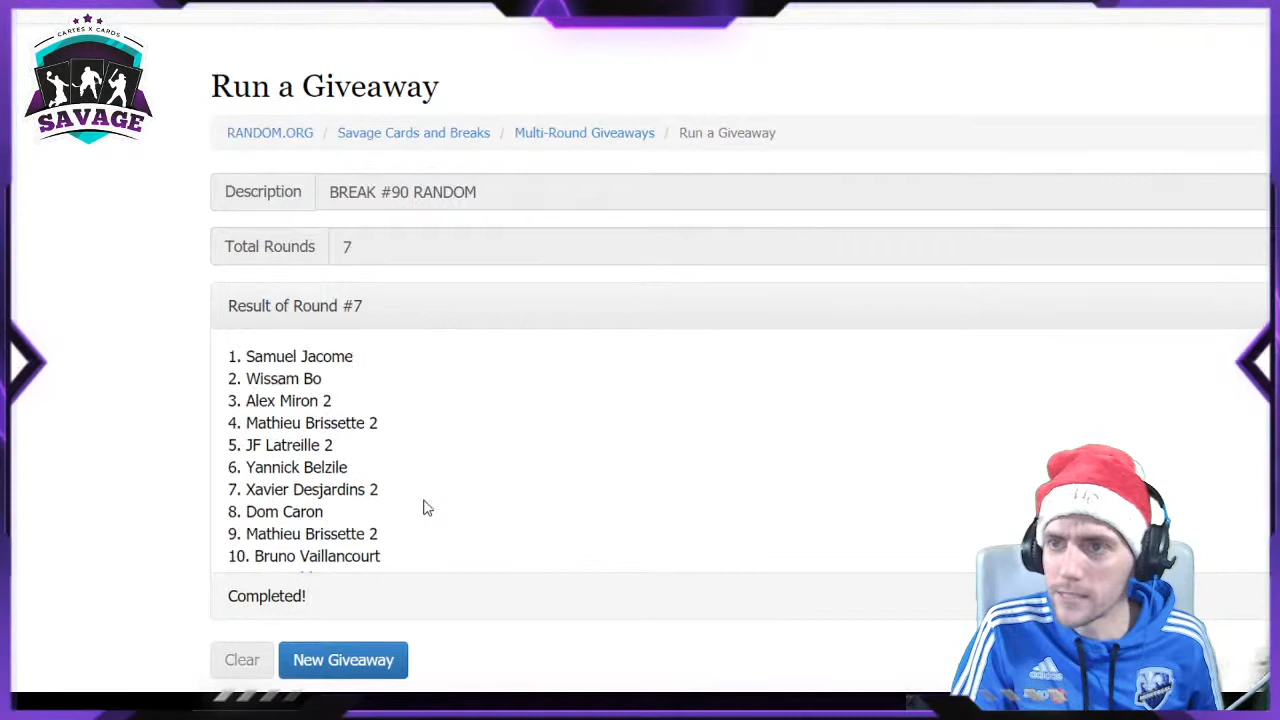 CARTES X CARDS
SAVAGE
Run a Giveaway
RANDOM.ORG / Savage Cards and Breaks / Multi-Round Giveaways / Run a Giveaway
Description BREAK #90 RANDOM
Total Rounds 7
Result of Round #7
1. Samuel Jacome
2. Wissam Bo
3. Alex Miron 2
4. Mathieu Brissette 2
5. JF Latreille 2
6. Yannick Belzile
7. Xavier Desjardins 2
8. Dom Caron
9. Mathieu Brissette 2
10. Bruno Vaillancourt
Completed!
Clear New Giveaway
adidas